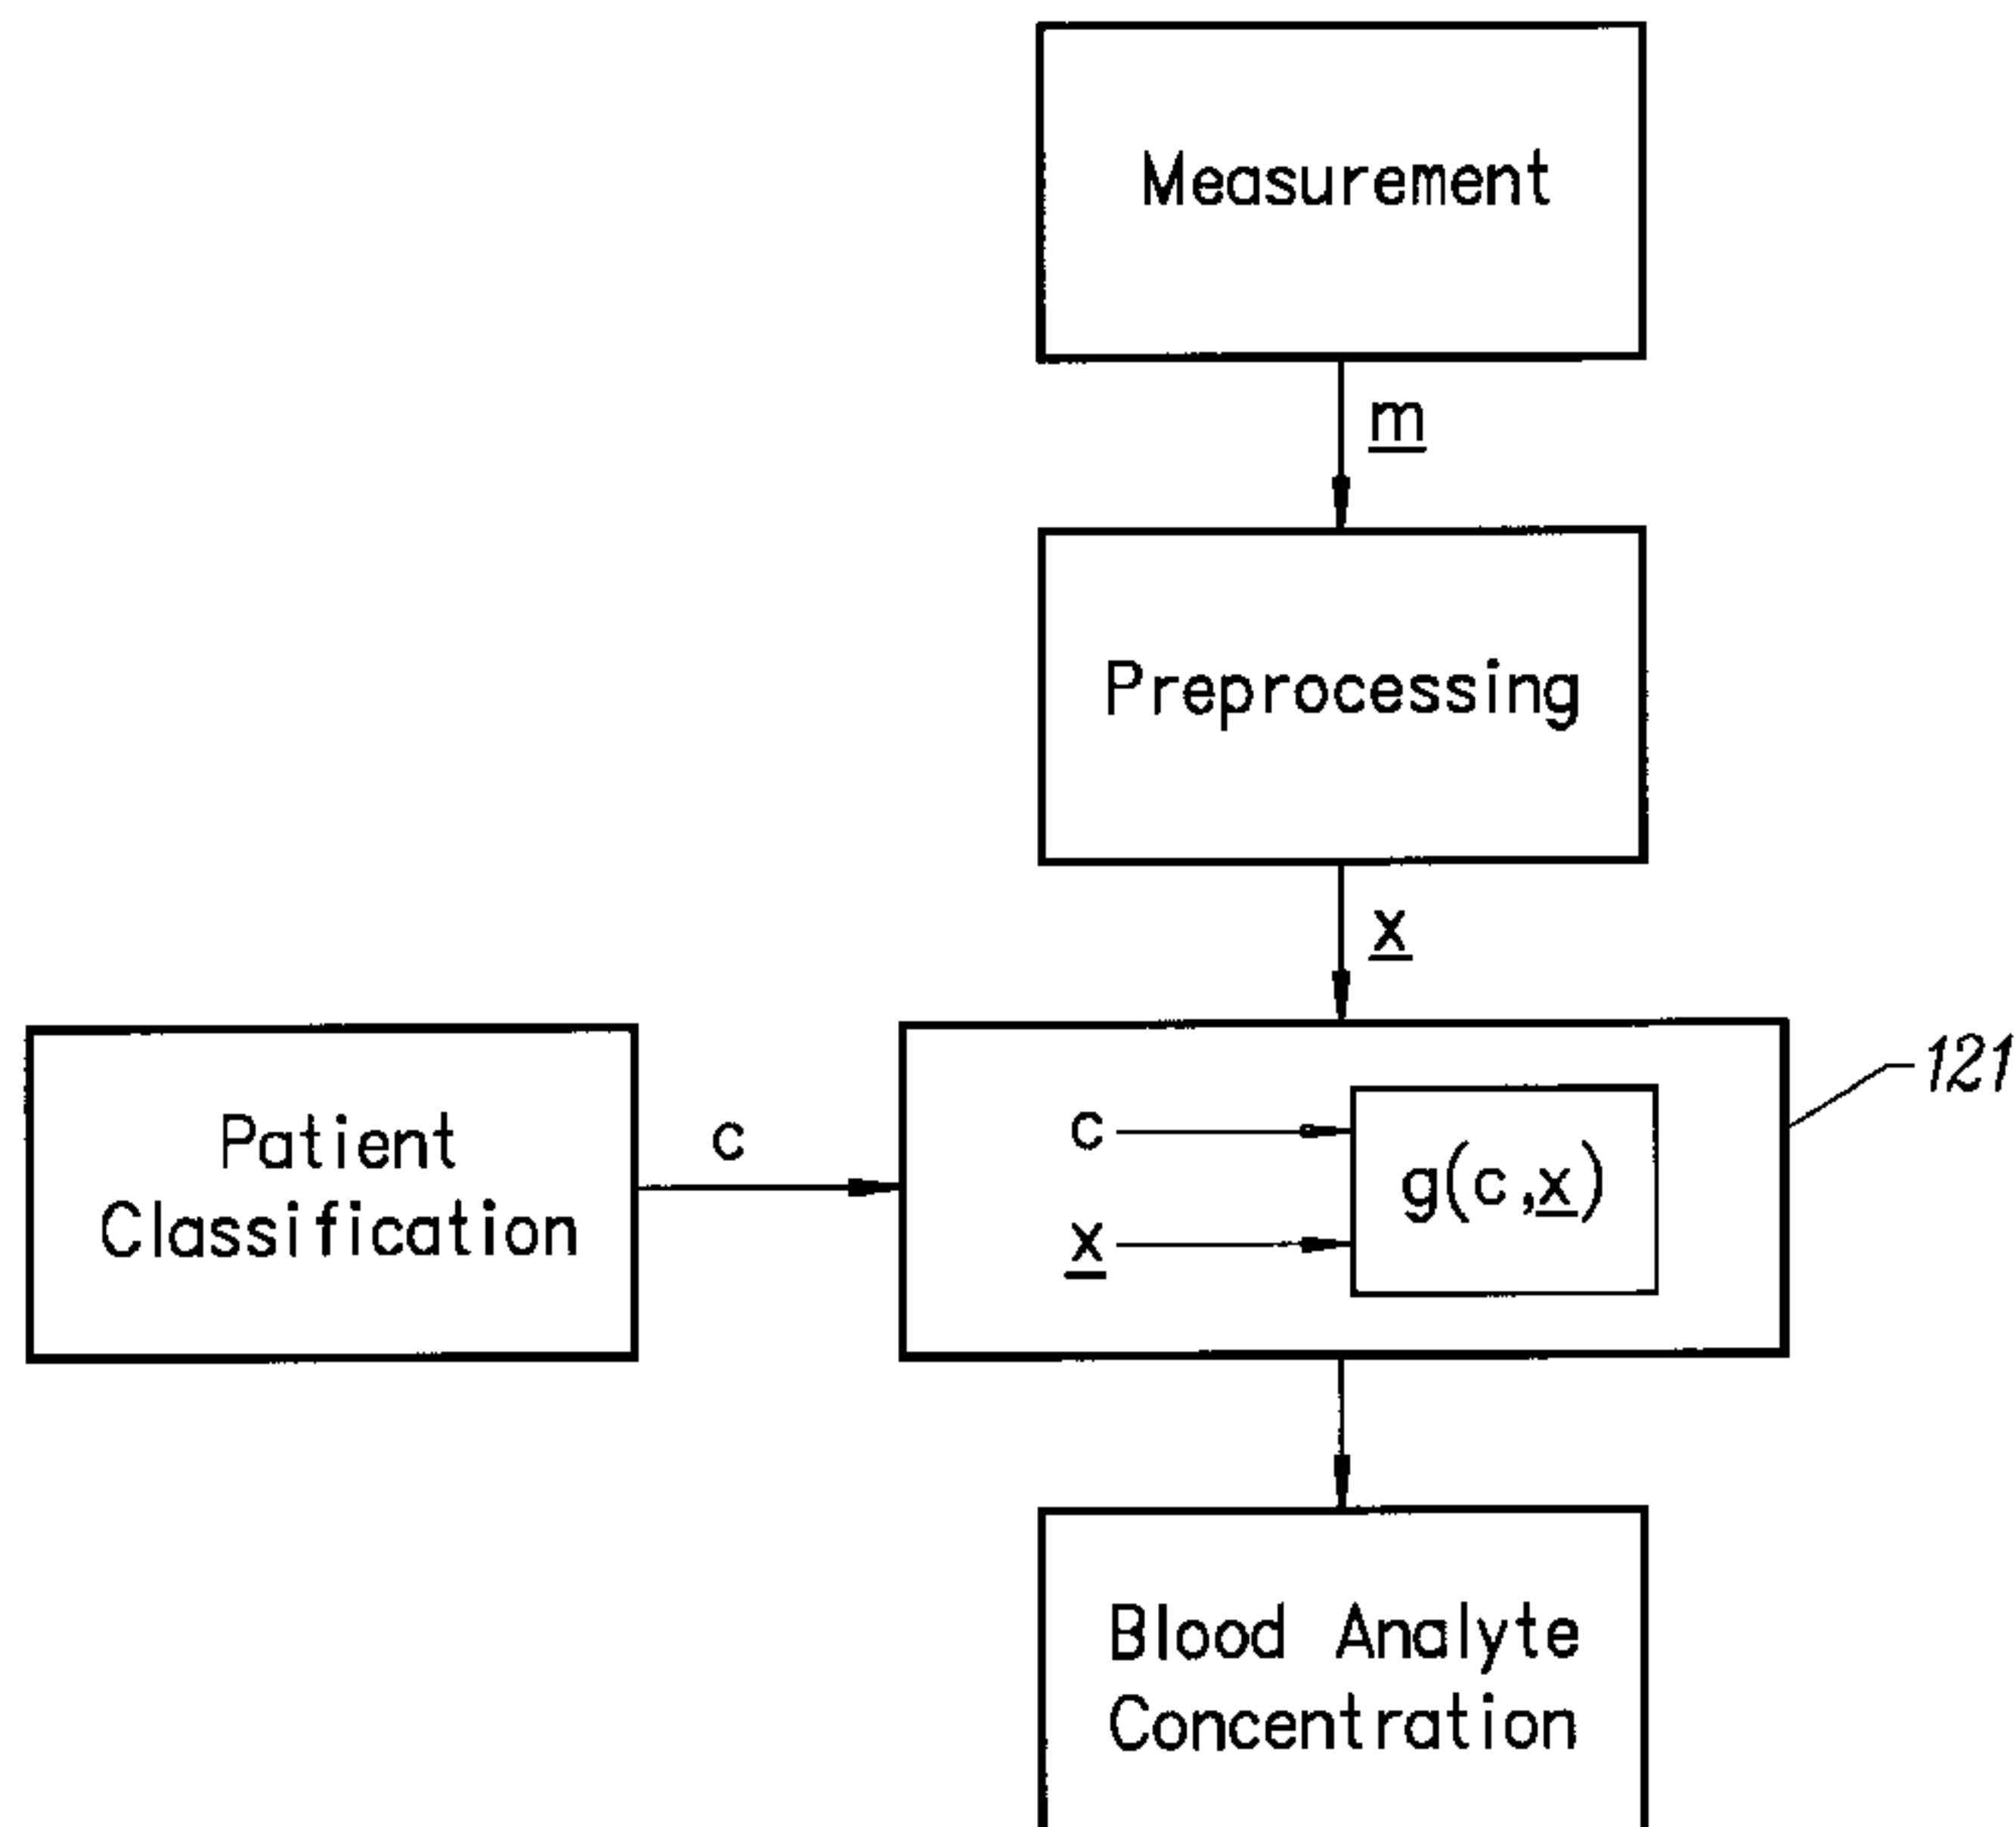 Measurement
m
Preprocessing
x
121
Patient
Classification
c
c
x
g(c,x)
Blood Analyte
Concentration